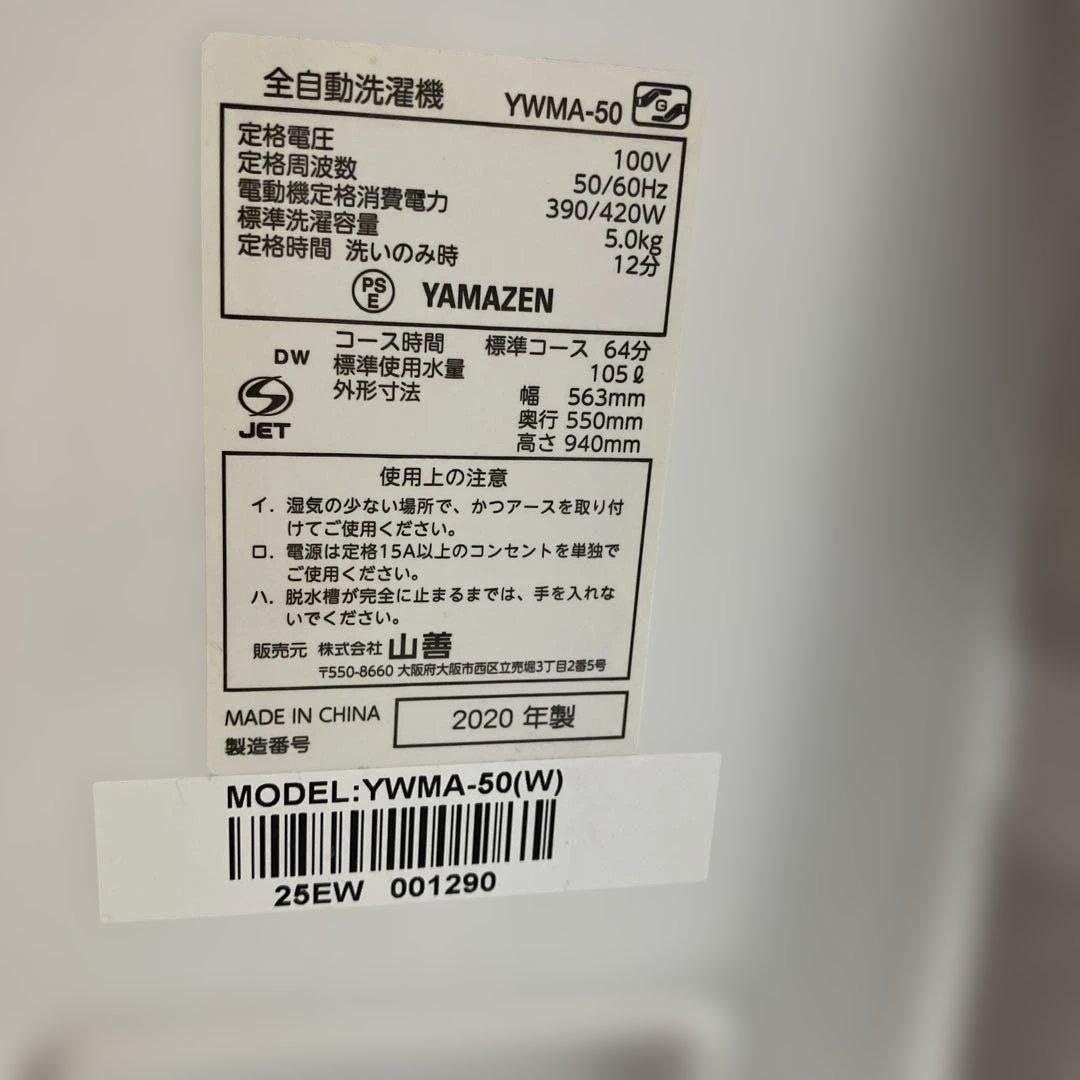 全自動洗濯機 YWMA-50 G
定格電圧 100V
定格周波数 50/60Hz
電動機定格消費電力 390/420W
標準洗濯容量 5.0kg
定格時間 洗いのみ時 12分
PS
E YAMAZEN
DW コース時間 標準コース 64分
標準使用水量 105ℓ
外形寸法 幅 563mm
奥行 550mm
高さ 940mm
JET
使用上の注意
イ. 湿気の少ない場所で、かつアースを取り付
けてご使用ください。
ロ. 電源は定格15A以上のコンセントを単独で
ご使用ください。
ハ. 脱水槽が完全に止まるまでは、手を入れな
いでください。
販売元 株式会社 山善
〒550-8660 大阪府大阪市西区立売堀3丁目2番5号
MADE IN CHINA 2020 年製
製造番号
MODEL:YWMA-50(W)
25EW 001290